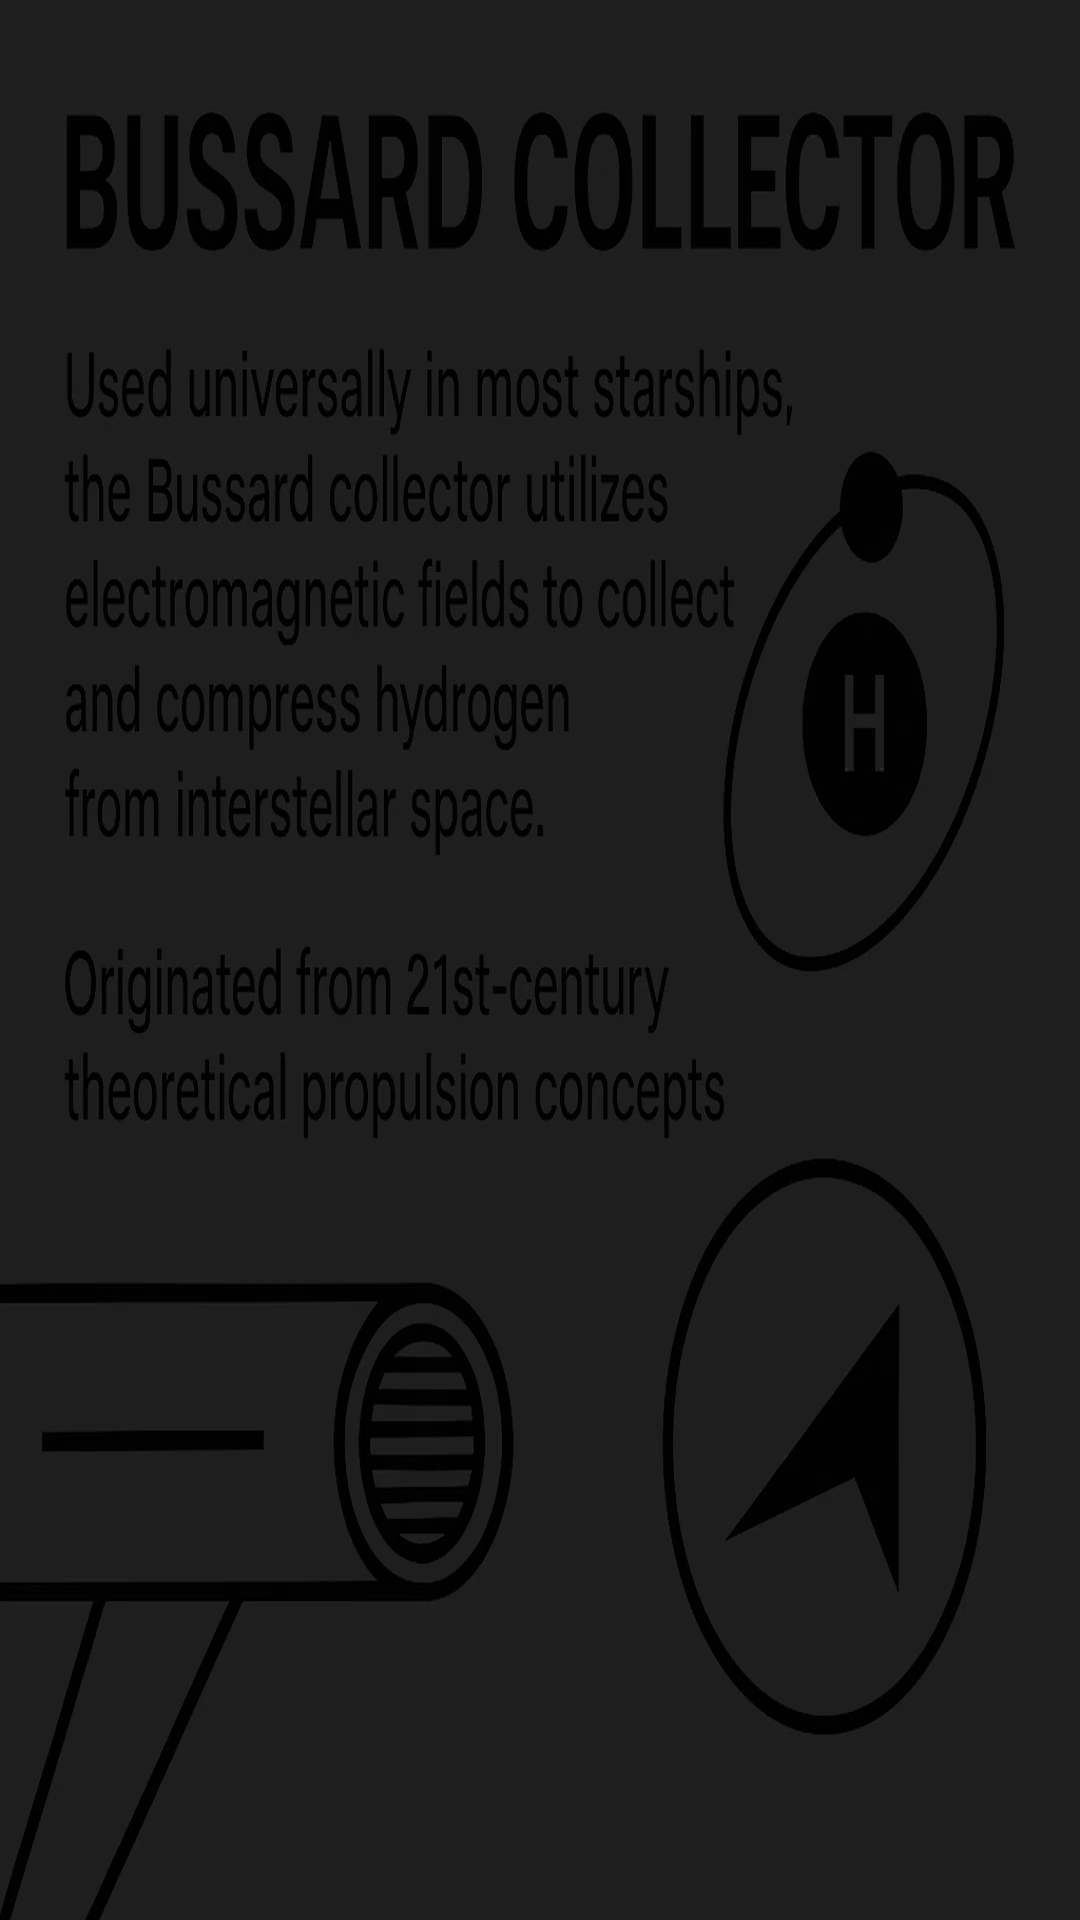 BUSSARD COLLECTOR
Used universally in most starships,
the Bussard collector utilizes
electromagnetic fields to collect
and compress hydrogen
from interstellar space.
H
Originated from 21st-century
theoretical propulsion concepts